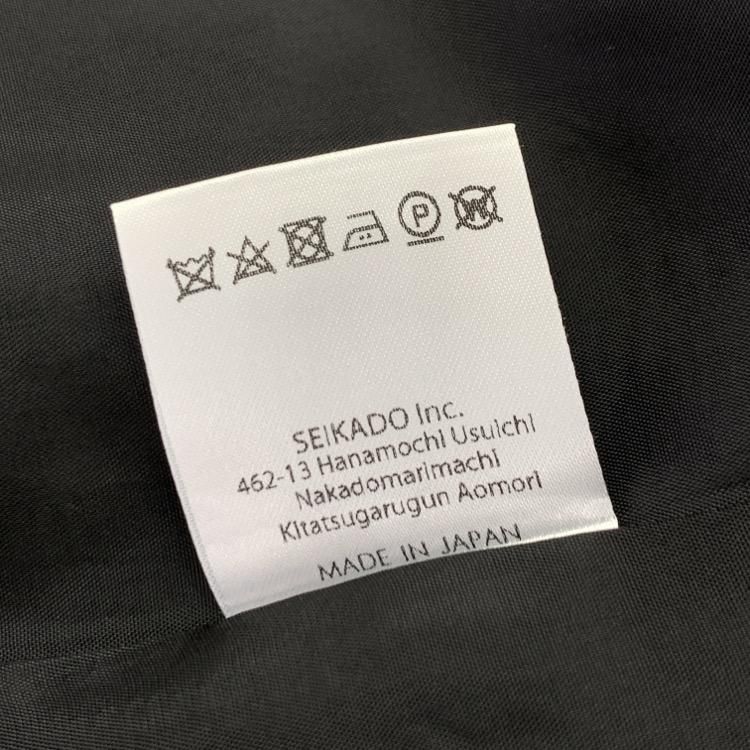 P W
SEIKADO Inc.
462-13 Hanamochi Usuichi
Nakadomarimachi
Kitatsugarugun Aomori
MADE IN JAPAN